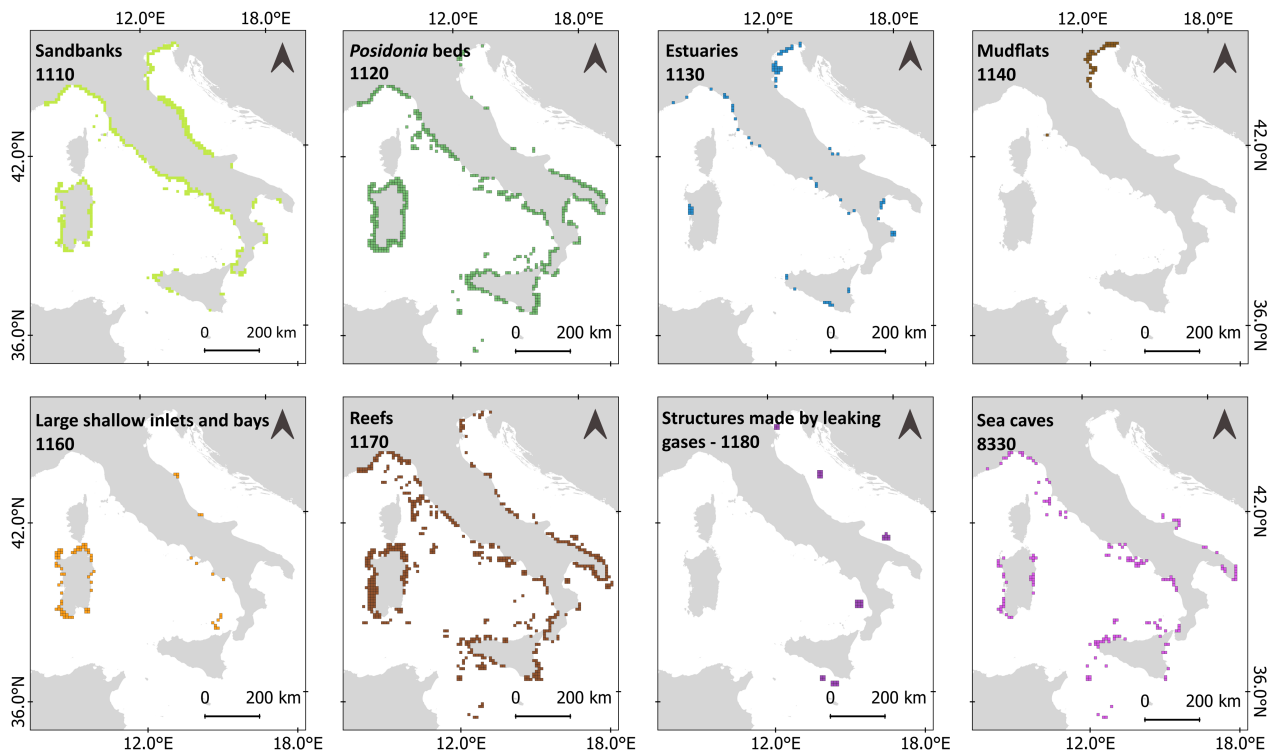 12.0°E 18.0°E 12.0°E 18.0°E 12.0°E 18.0°E 12.0°E 18.0°E
Sandbanks
1110
42.0°N
36.0°N
0 200 km
Posidonia beds
1120
0 200 km
Estuaries
1130
0 200 km
Mudflats
1140
42.0°N
36.0°N
0 200 km
Large shallow inlets and bays
1160
42.0°N
36.0°N
0 200 km
Reefs
1170
0 200 km
Structures made by leaking
gases - 1180
0 200 km
Sea caves
8330
42.0°N
36.0°N
0 200 km
12.0°E 18.0°E 12.0°E 18.0°E 12.0°E 18.0°E 12.0°E 18.0°E